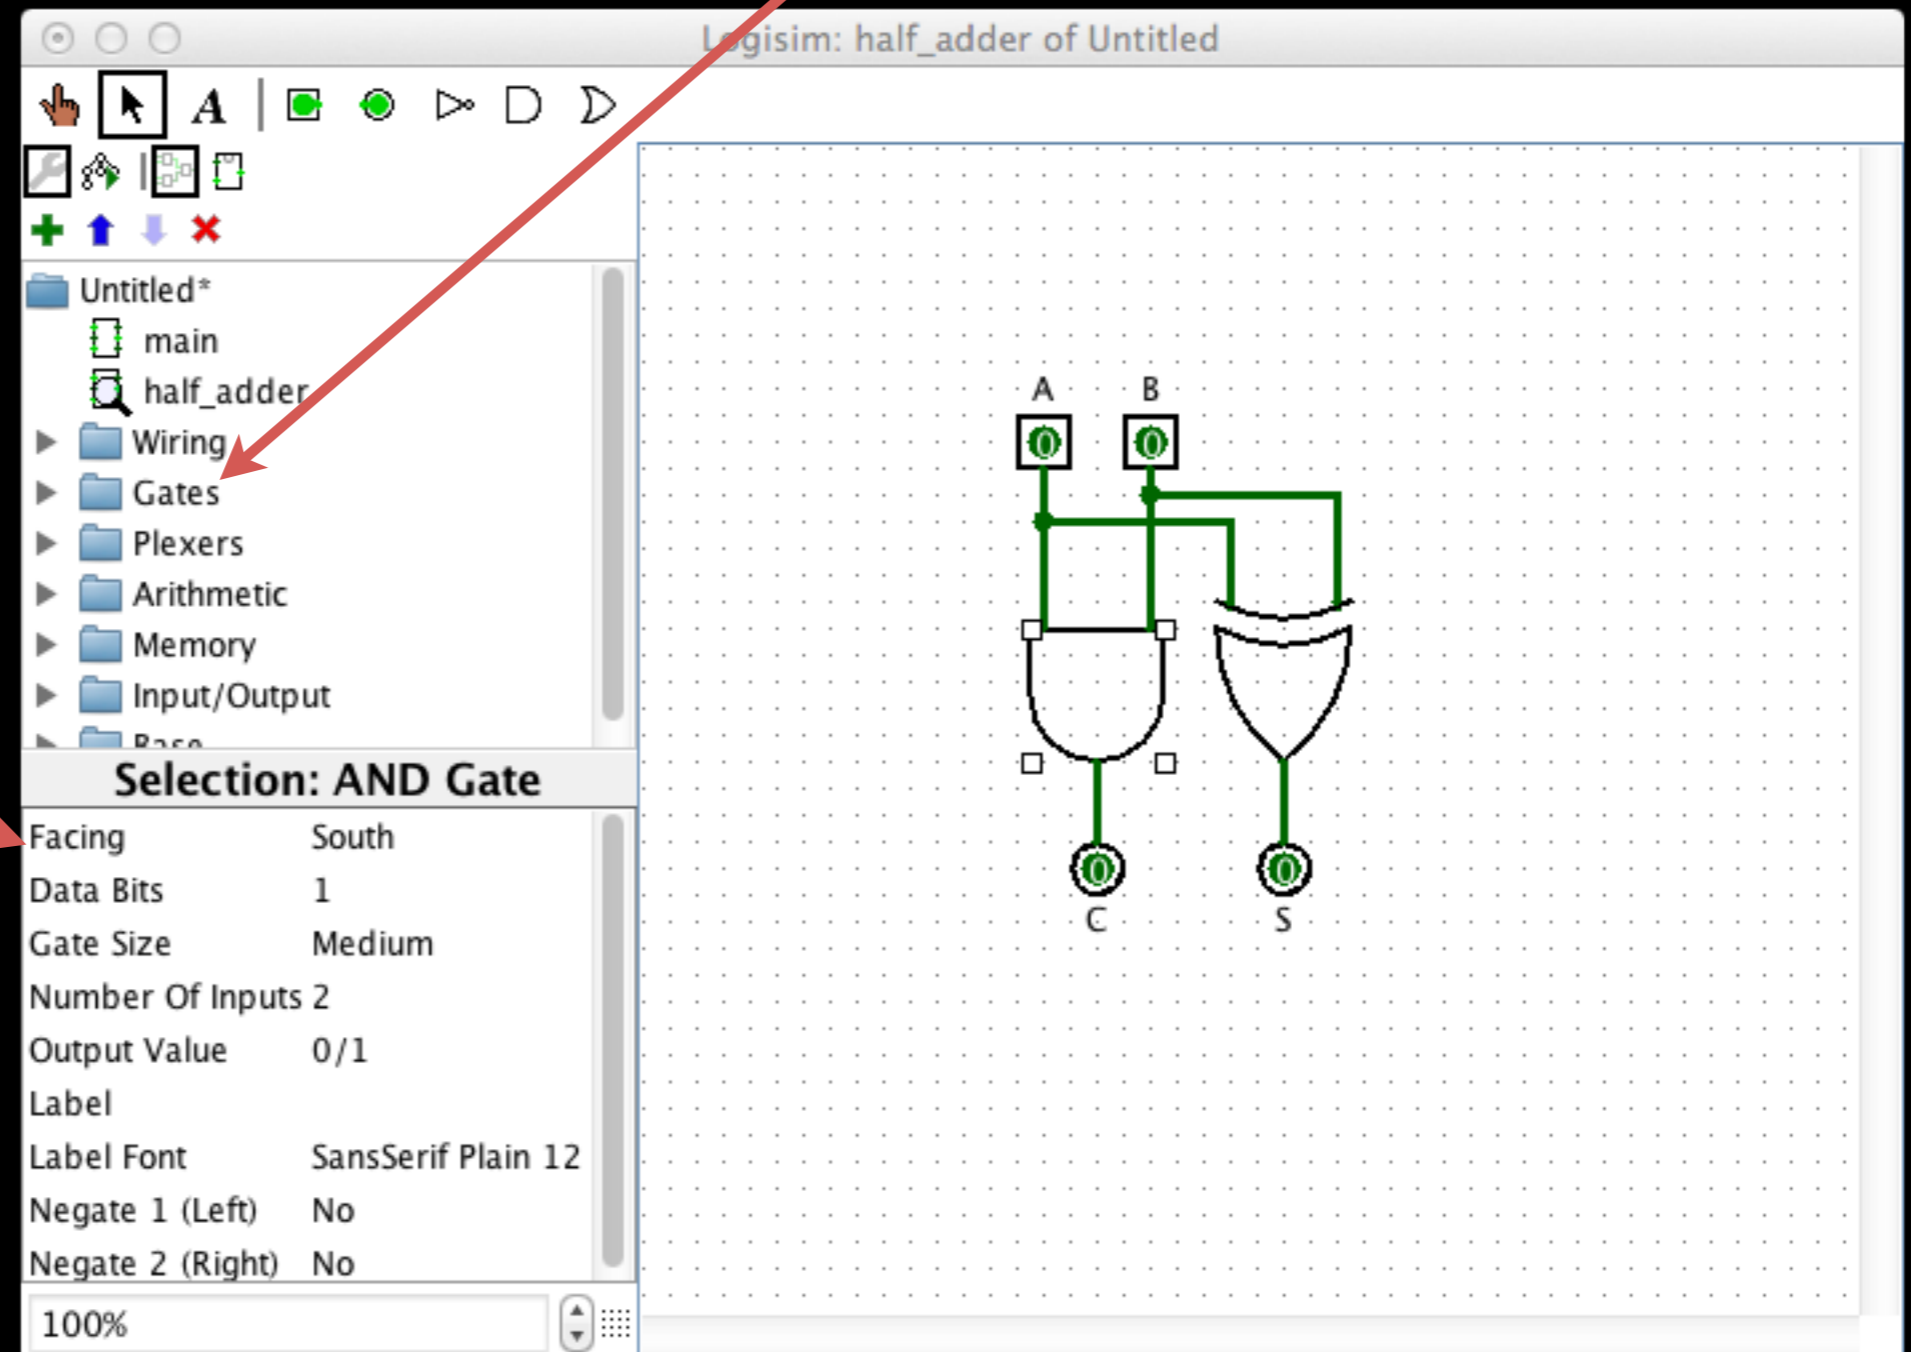 Logisim: half_adder of Untitled
A
Untitled*
main
half_adder
Wiring
Gates
Plexers
Arithmetic
Memory
Input/Output
Base
Selection: AND Gate
Facing South
Data Bits 1
Gate Size Medium
Number Of Inputs 2
Output Value 0/1
Label
Label Font SansSerif Plain 12
Negate 1 (Left) No
Negate 2 (Right) No
100%
A B
0 0
0 0
C S